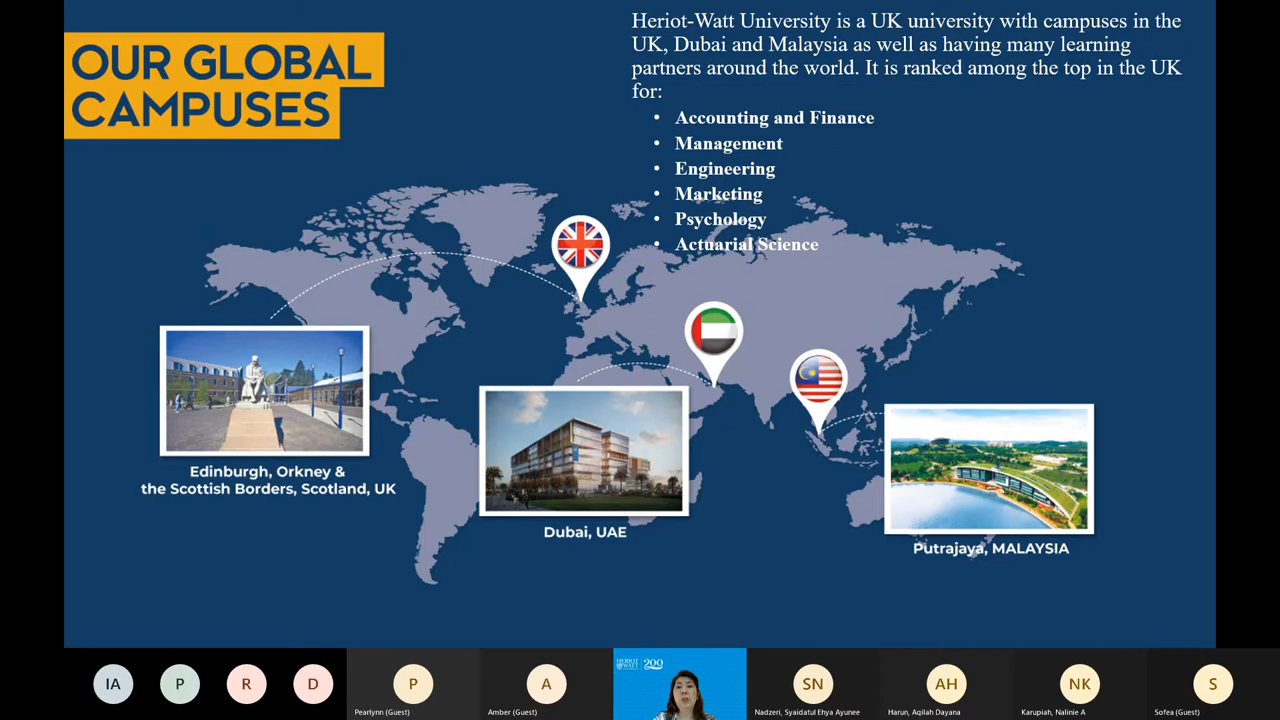 OUR GLOBAL
CAMPUSES
Heriot-Watt University is a UK university with campuses in the
UK, Dubai and Malaysia as well as having many learning
partners around the world. It is ranked among the top in the UK
for:
• Accounting and Finance
• Management
• Engineering
• Marketing
• Psychology
• Actuarial Science
Edinburgh, Orkney &
the Scottish Borders, Scotland, UK
Dubai, UAE
Putrajaya, MALAYSIA
IA
P
R
D
P
Pearlynn (Guest)
A
Amber (Guest)
HERIOT
WATT
200
SN
Nadzeri, Syaidatul Ehya Ayunee
AH
Harun, Aqilah Dayana
NK
Karupiah, Nalinie A
S
Sofea (Guest)